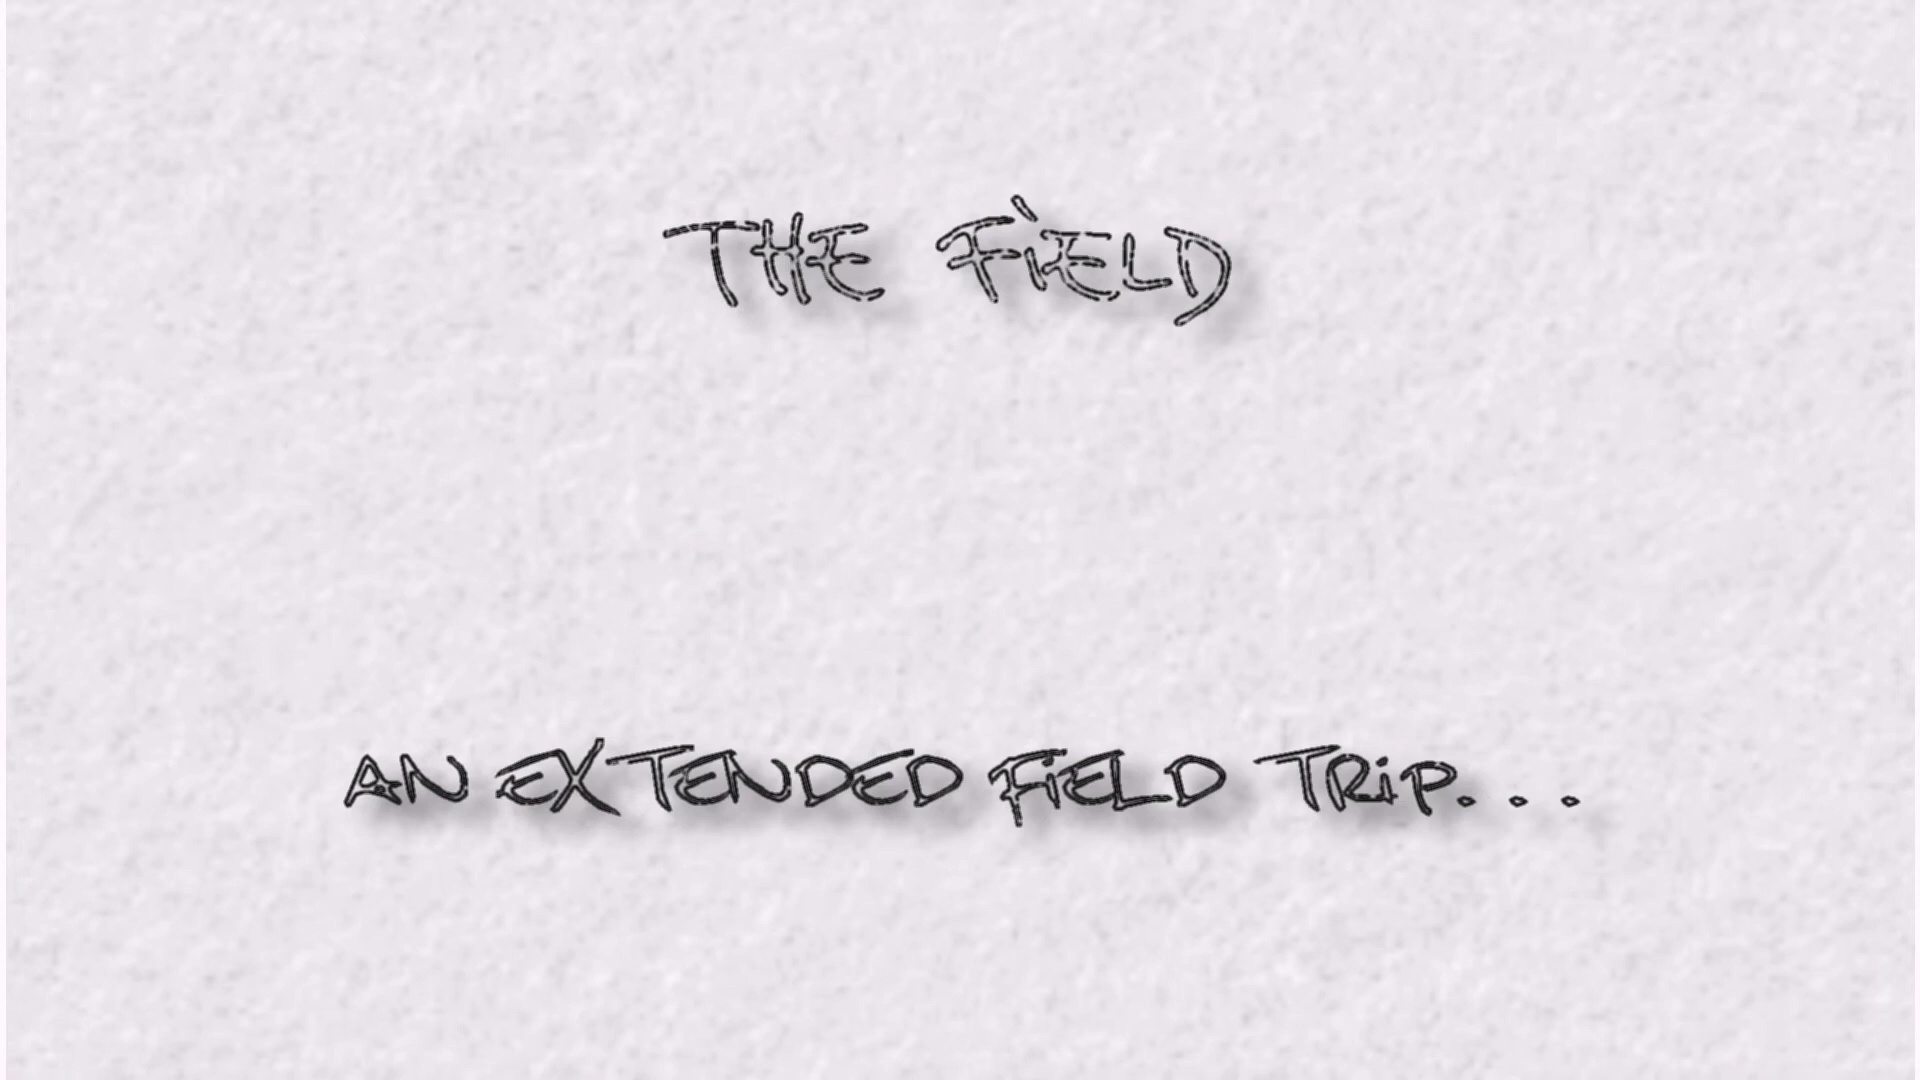 THE FiELD
AN EXTENDED FiELD TRiP. . .